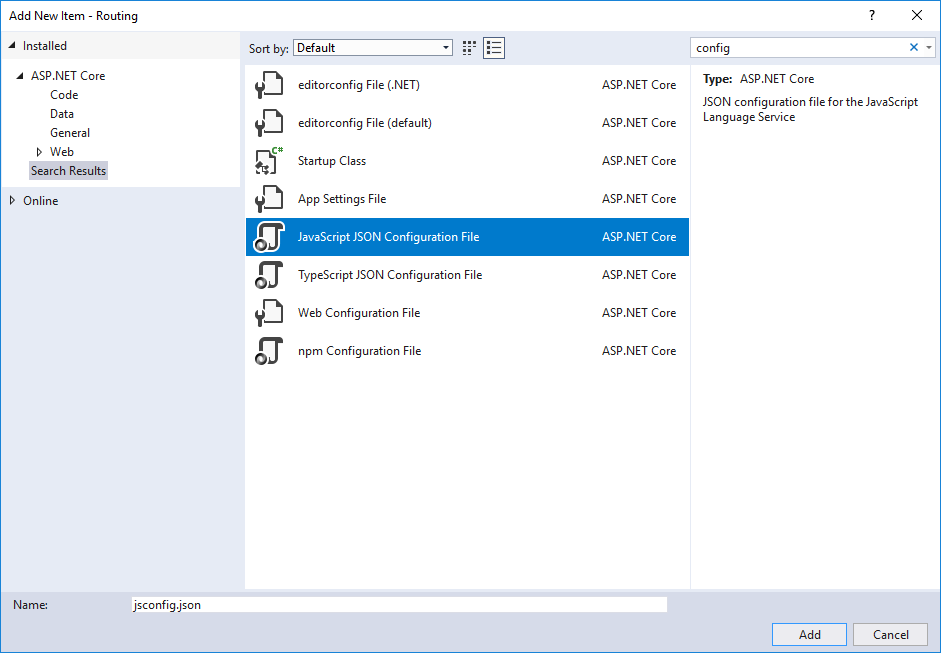 Add New Item - Routing
?
Installed
ASP.NET Core
Code
Data
General
Web
Search Results
Online
Sort by: Default
editorconfig File (.NET) ASP.NET Core
editorconfig File (default) ASP.NET Core
C#
Startup Class ASP.NET Core
App Settings File ASP.NET Core
JavaScript JSON Configuration File ASP.NET Core
TypeScript JSON Configuration File ASP.NET Core
Web Configuration File ASP.NET Core
npm Configuration File ASP.NET Core
config
Type: ASP.NET Core
JSON configuration file for the JavaScript
Language Service
Name: jsconfig.json
Add Cancel